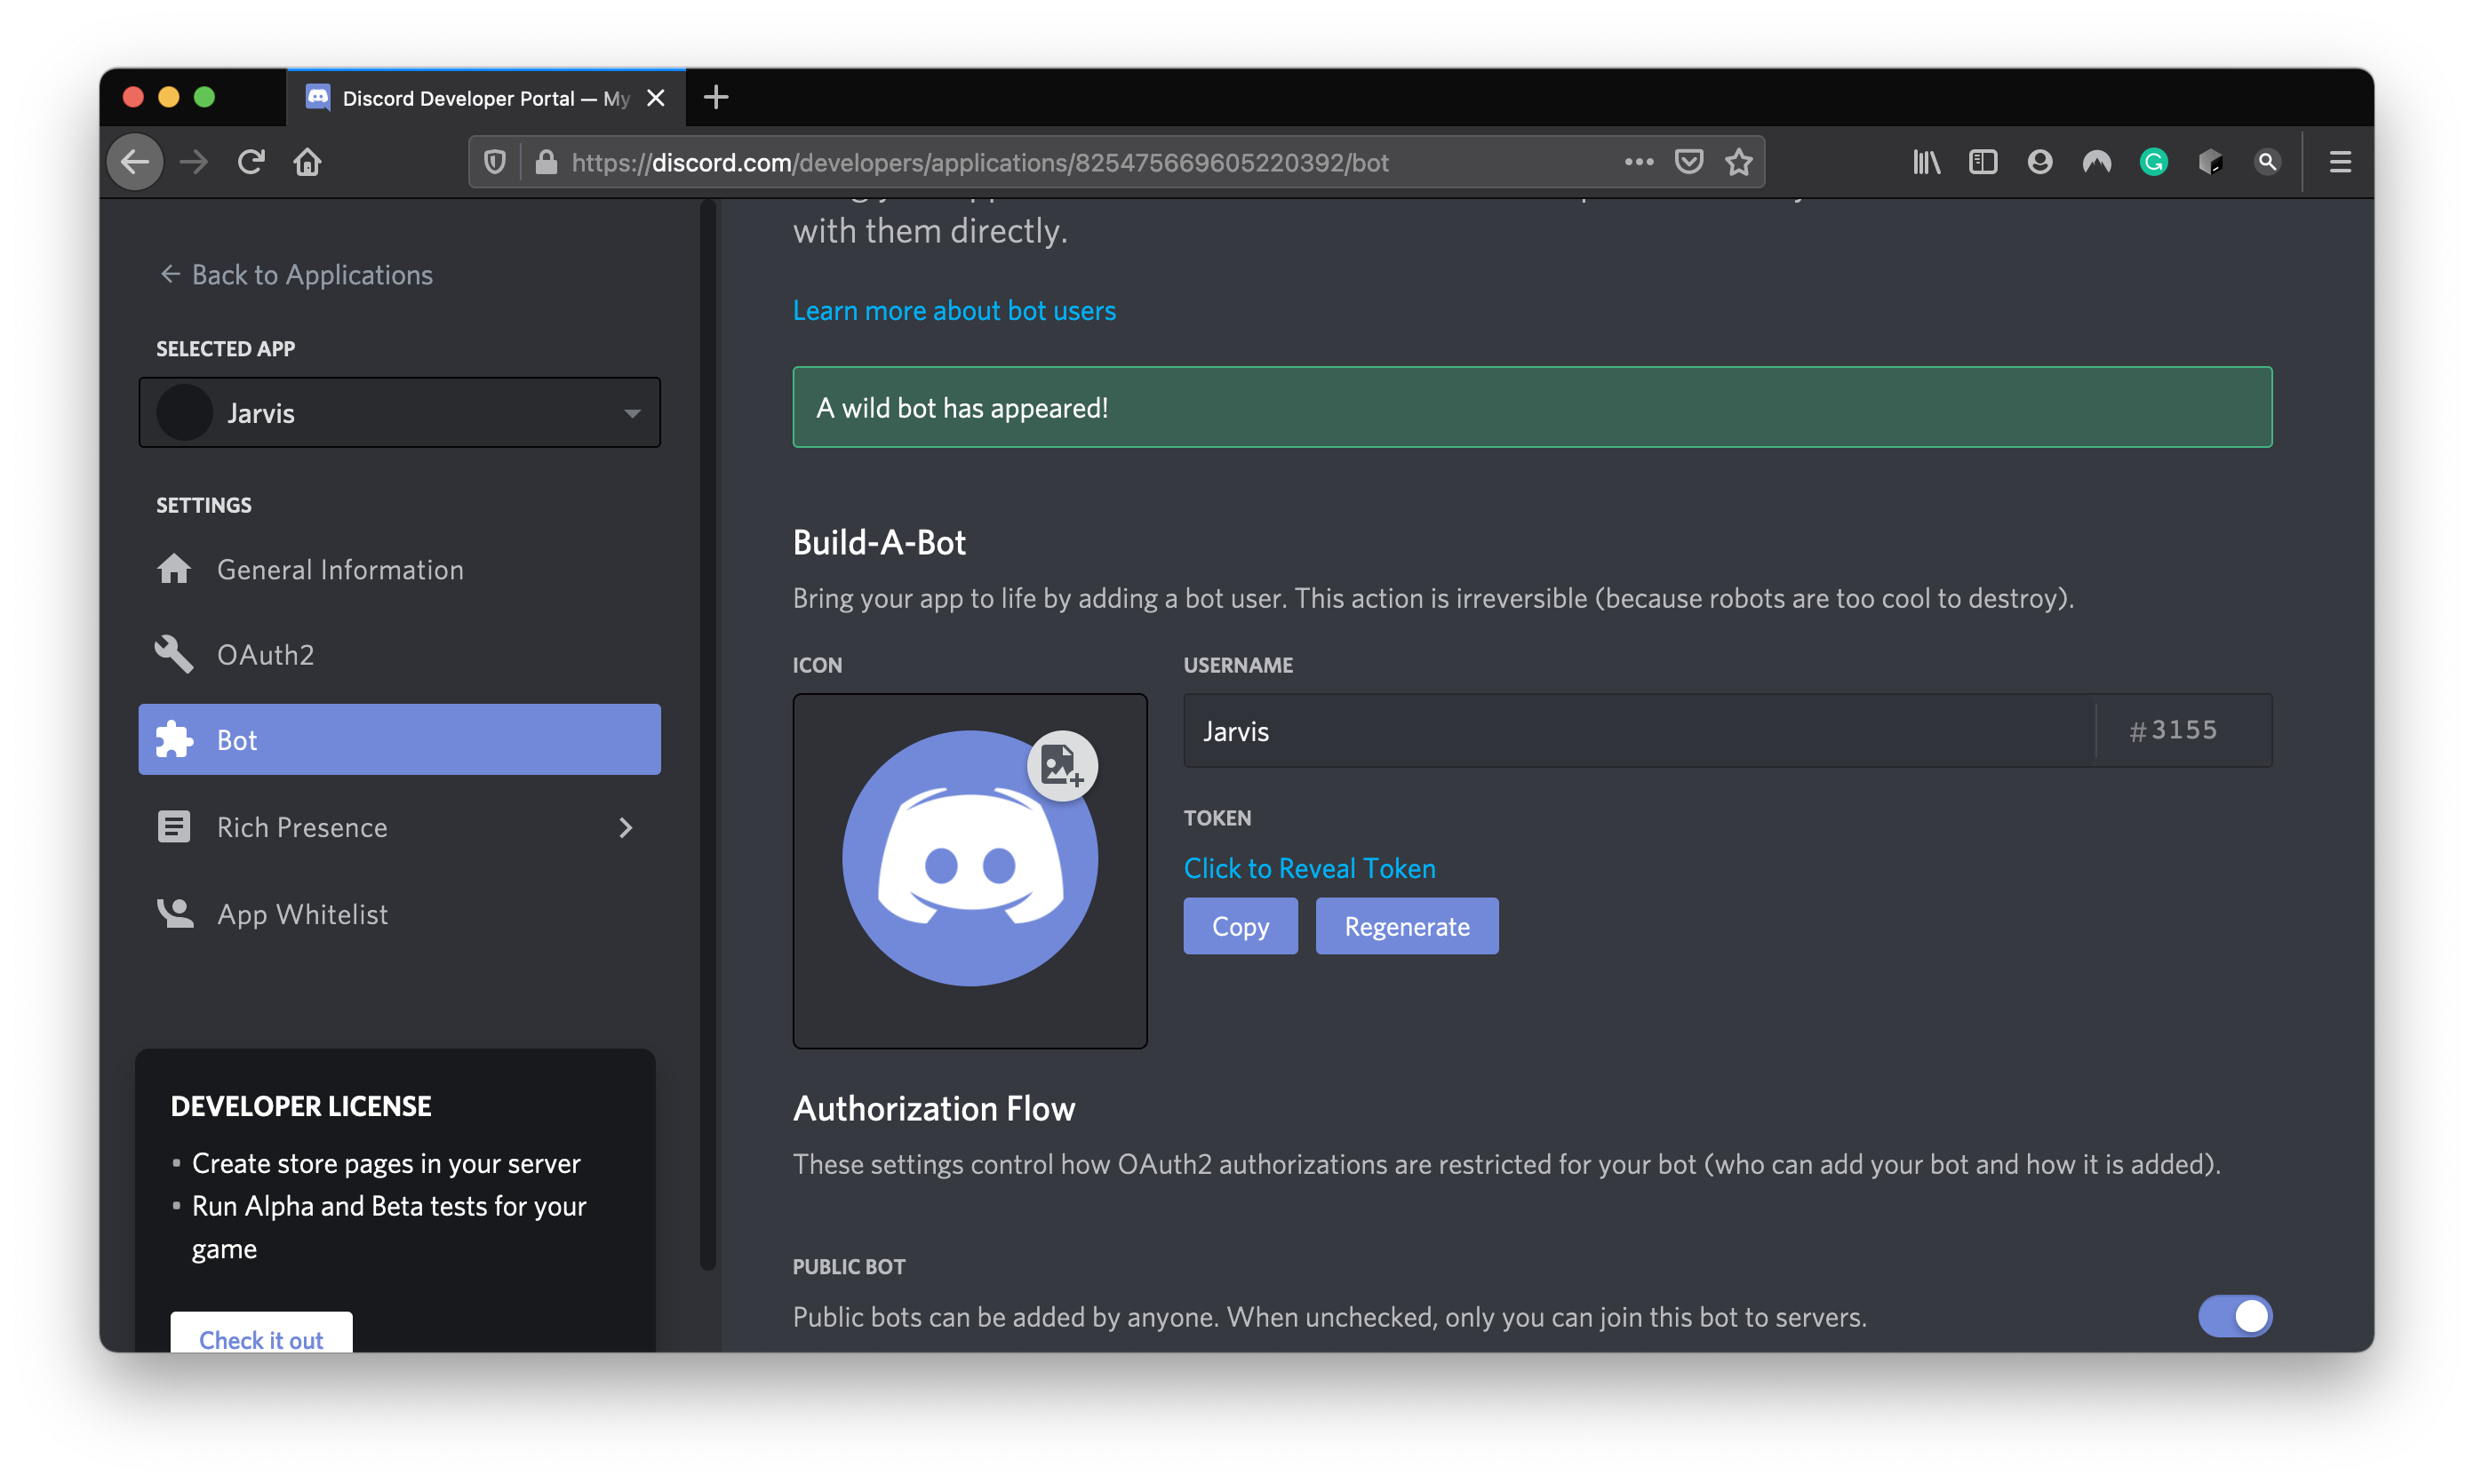 Discord Developer Portal — My
https://discord.com/developers/applications/825475669605220392/bot
← Back to Applications
SELECTED APP
Jarvis
SETTINGS
General Information
OAuth2
Bot
Rich Presence
App Whitelist
DEVELOPER LICENSE
• Create store pages in your server
• Run Alpha and Beta tests for your
game
Check it out
with them directly.
Learn more about bot users
A wild bot has appeared!
Build-A-Bot
Bring your app to life by adding a bot user. This action is irreversible (because robots are too cool to destroy).
ICON
USERNAME
Jarvis #3155
TOKEN
Click to Reveal Token
Copy Regenerate
Authorization Flow
These settings control how OAuth2 authorizations are restricted for your bot (who can add your bot and how it is added).
PUBLIC BOT
Public bots can be added by anyone. When unchecked, only you can join this bot to servers.